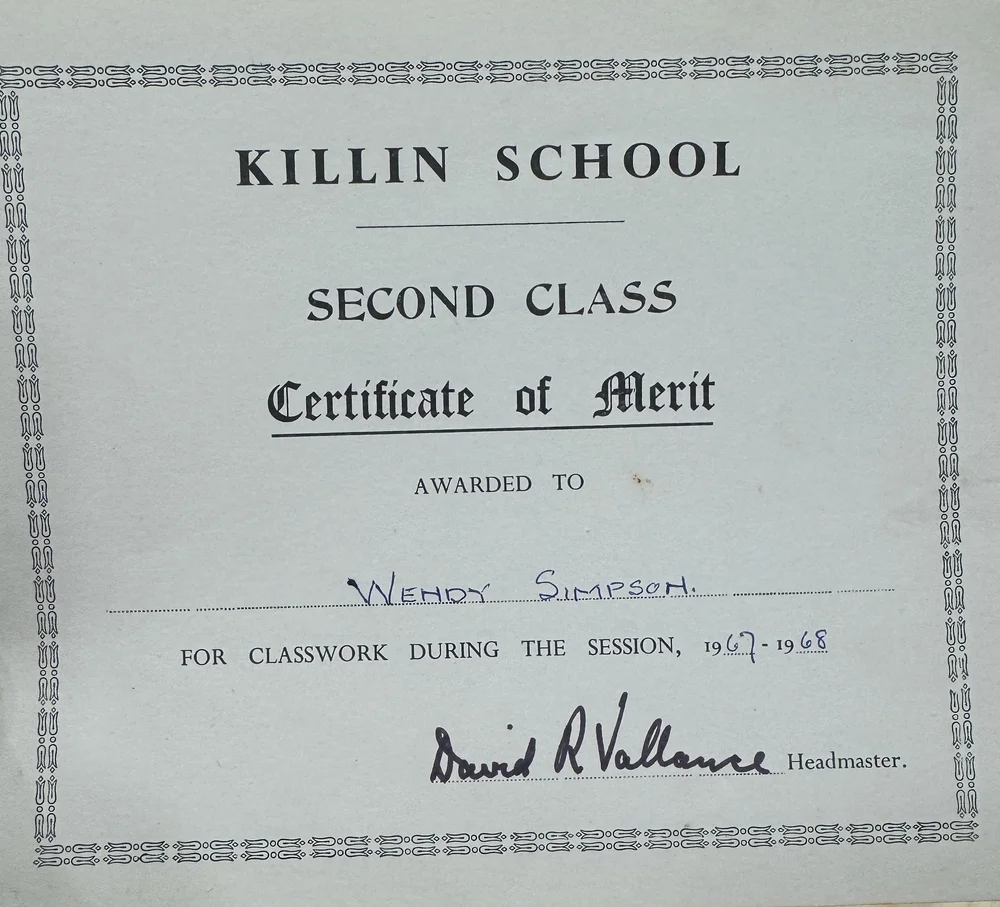 KILLIN SCHOOL
SECOND CLASS
Certificate of Merit
AWARDED TO
WENDY SIMPSON.
FOR CLASSWORK DURING THE SESSION, 1967 - 1968
David R Vallance Headmaster.